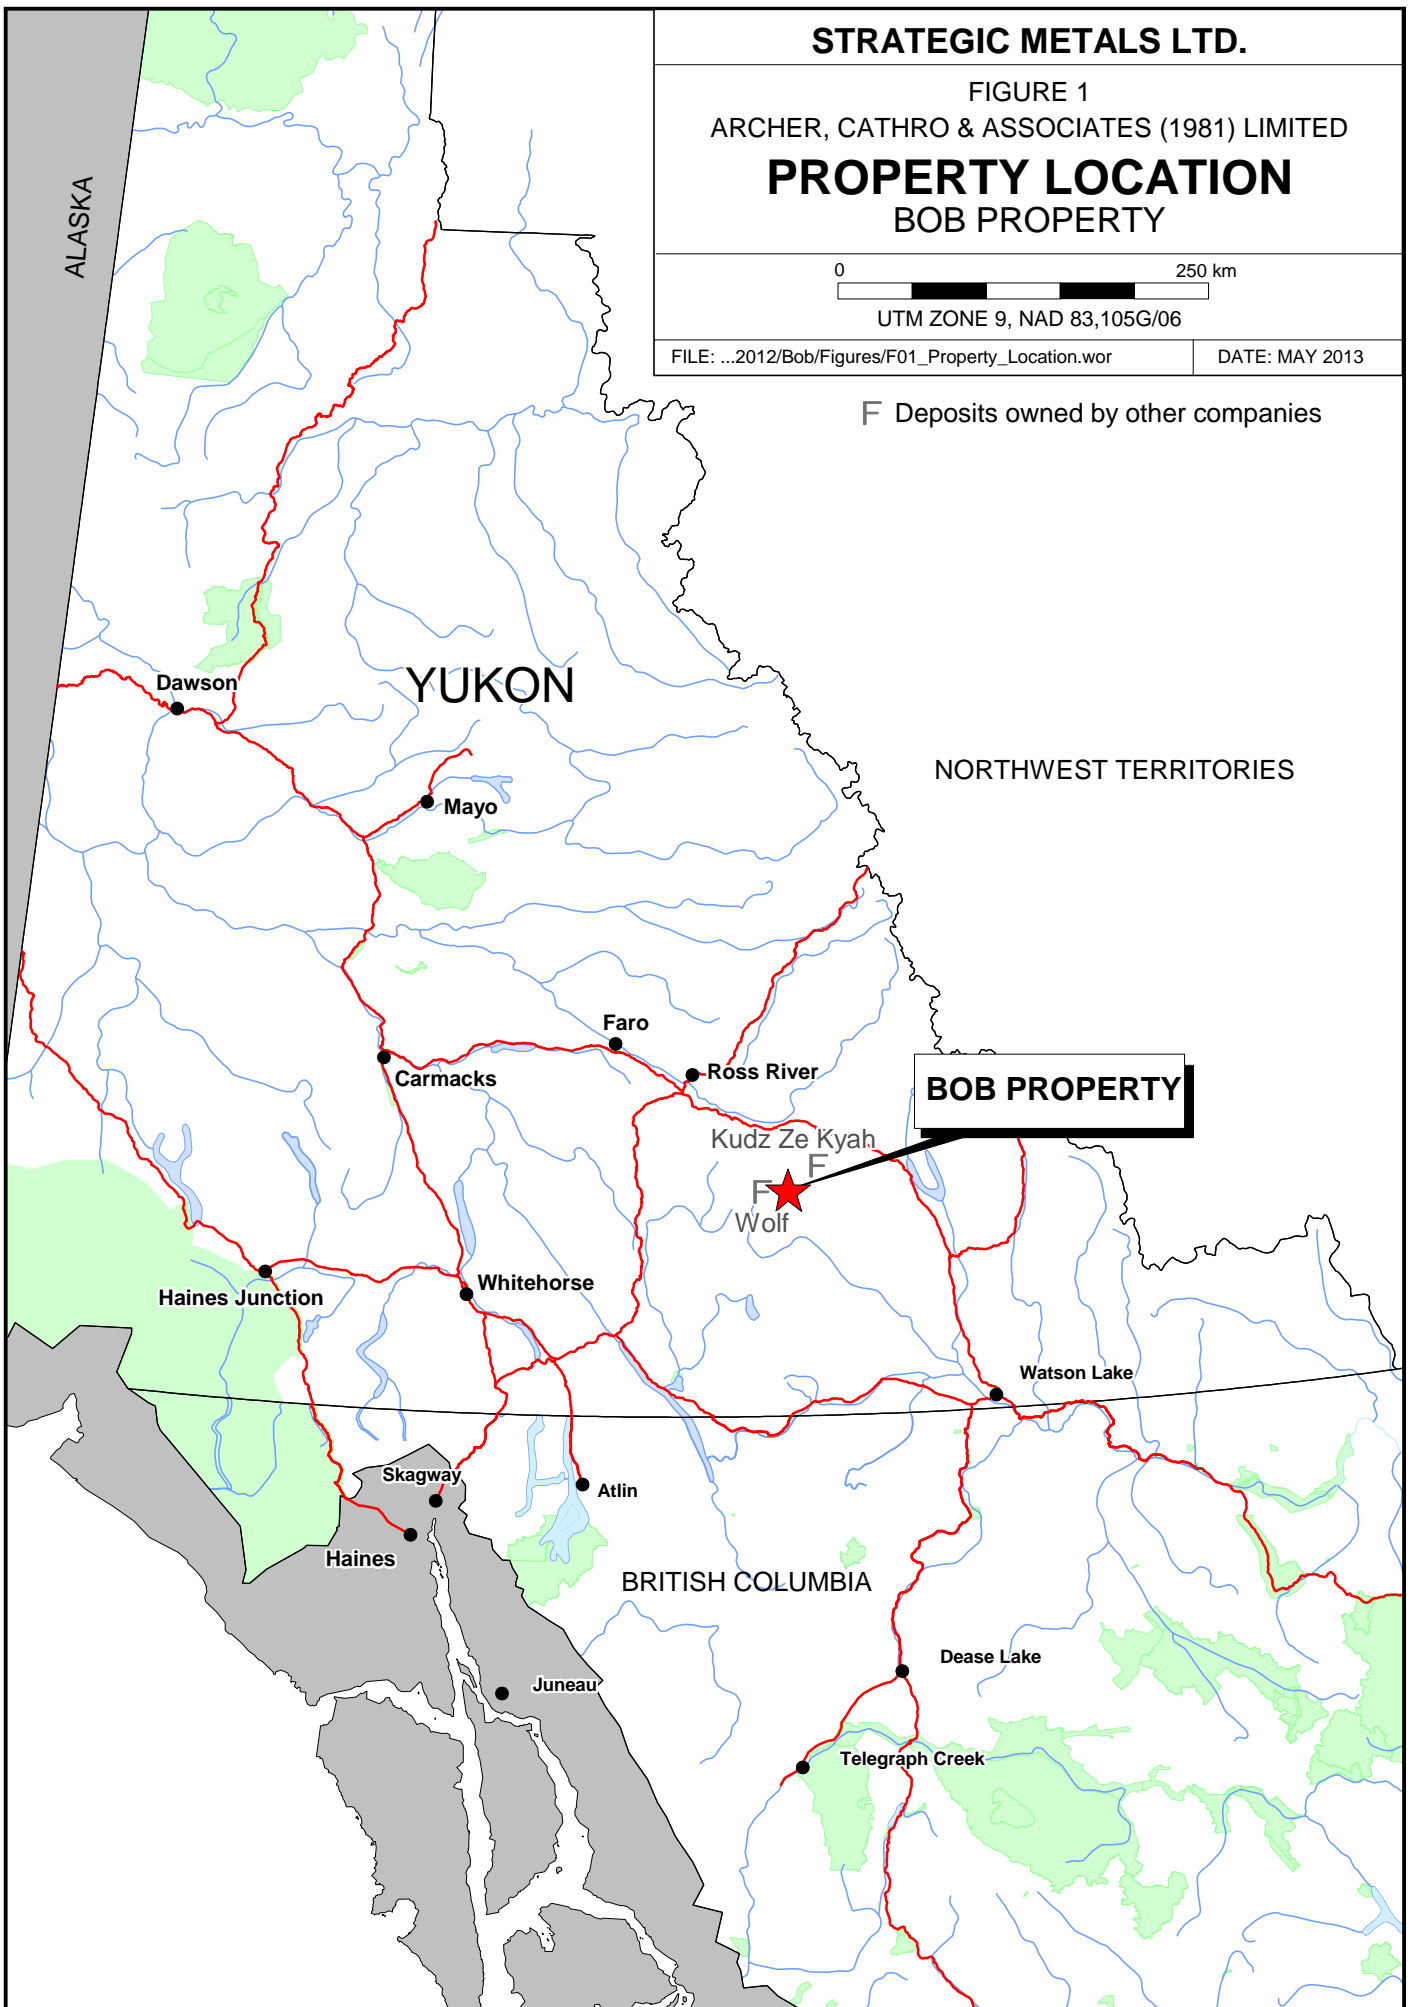 STRATEGIC METALS LTD.
FIGURE 1
ARCHER, CATHRO & ASSOCIATES (1981) LIMITED
PROPERTY LOCATION
BOB PROPERTY
0 250 km
UTM ZONE 9, NAD 83,105G/06
FILE: ...2012/Bob/Figures/F01_Property_Location.wor DATE: MAY 2013
F Deposits owned by other companies
ALASKA
YUKON
Dawson
NORTHWEST TERRITORIES
Mayo
Faro
Ross River
Carmacks
BOB PROPERTY
Kudz Ze Kyah
F
F
Wolf
Whitehorse
Haines Junction
Watson Lake
Skagway
Atlin
Haines
BRITISH COLUMBIA
Dease Lake
Juneau
Telegraph Creek